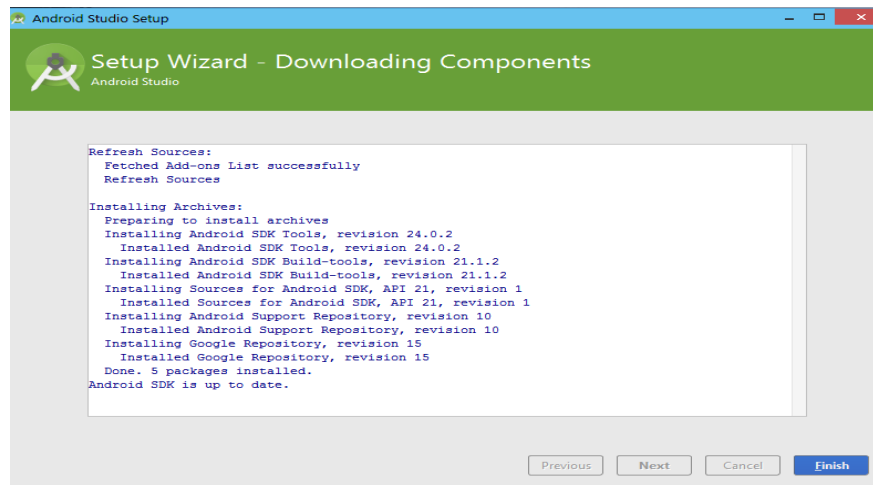 Android Studio Setup
Setup Wizard - Downloading Components
Android Studio
Refresh Sources:
Fetched Add-ons List successfully
Refresh Sources
Installing Archives:
Preparing to install archives
Installing Android SDK Tools, revision 24.0.2
Installed Android SDK Tools, revision 24.0.2
Installing Android SDK Build-tools, revision 21.1.2
Installed Android SDK Build-tools, revision 21.1.2
Installing Sources for Android SDK, API 21, revision 1
Installed Sources for Android SDK, API 21, revision 1
Installing Android Support Repository, revision 10
Installed Android Support Repository, revision 10
Installing Google Repository, revision 15
Installed Google Repository, revision 15
Done. 5 packages installed.
Android SDK is up to date.
Previous Next Cancel Finish